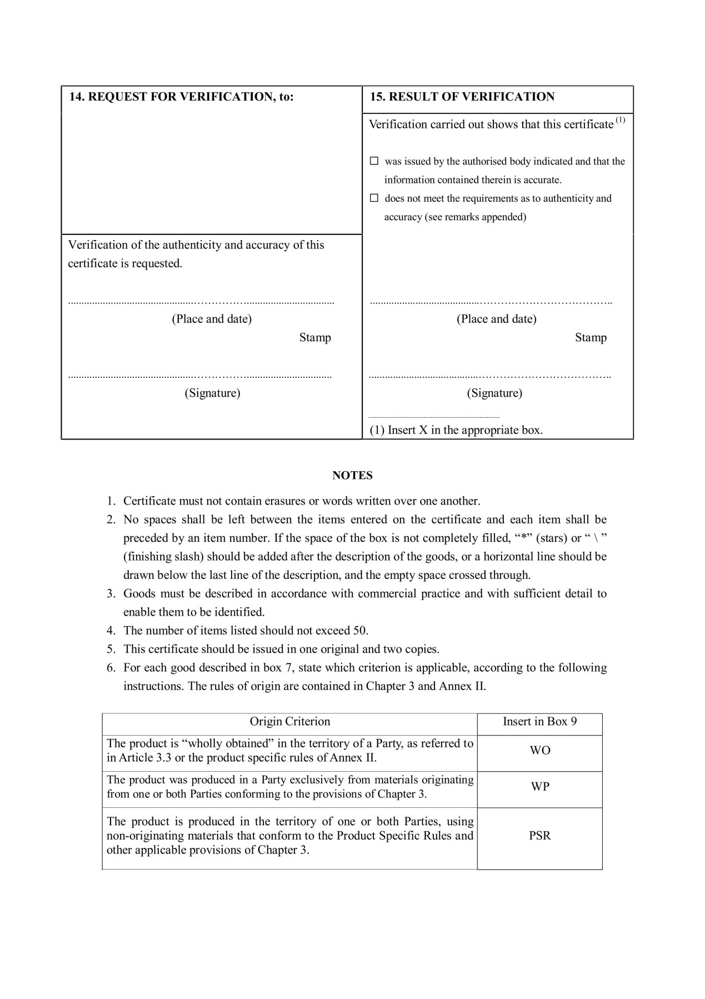 14. REQUEST FOR VERIFICATION, to:
Verification of the authenticity and accuracy of this
certificate is requested.
................................................……………................................
(Place and date)
Stamp
................................................……………...............................
(Signature)
15. RESULT OF VERIFICATION
Verification carried out shows that this certificate (1)
☐ was issued by the authorised body indicated and that the
information contained therein is accurate.
☐ does not meet the requirements as to authenticity and
accuracy (see remarks appended)
.........................................………………………………..
(Place and date)
Stamp
.........................................………………………………..
(Signature)
(1) Insert X in the appropriate box.
NOTES
1. Certificate must not contain erasures or words written over one another.
2. No spaces shall be left between the items entered on the certificate and each item shall be
preceded by an item number. If the space of the box is not completely filled, “*” (stars) or “ \ ”
(finishing slash) should be added after the description of the goods, or a horizontal line should be
drawn below the last line of the description, and the empty space crossed through.
3. Goods must be described in accordance with commercial practice and with sufficient detail to
enable them to be identified.
4. The number of items listed should not exceed 50.
5. This certificate should be issued in one original and two copies.
6. For each good described in box 7, state which criterion is applicable, according to the following
instructions. The rules of origin are contained in Chapter 3 and Annex II.
Origin Criterion
Insert in Box 9
The product is “wholly obtained” in the territory of a Party, as referred to
in Article 3.3 or the product specific rules of Annex II.
WO
The product was produced in a Party exclusively from materials originating
from one or both Parties conforming to the provisions of Chapter 3.
WP
The product is produced in the territory of one or both Parties, using
non-originating materials that conform to the Product Specific Rules and
other applicable provisions of Chapter 3.
PSR